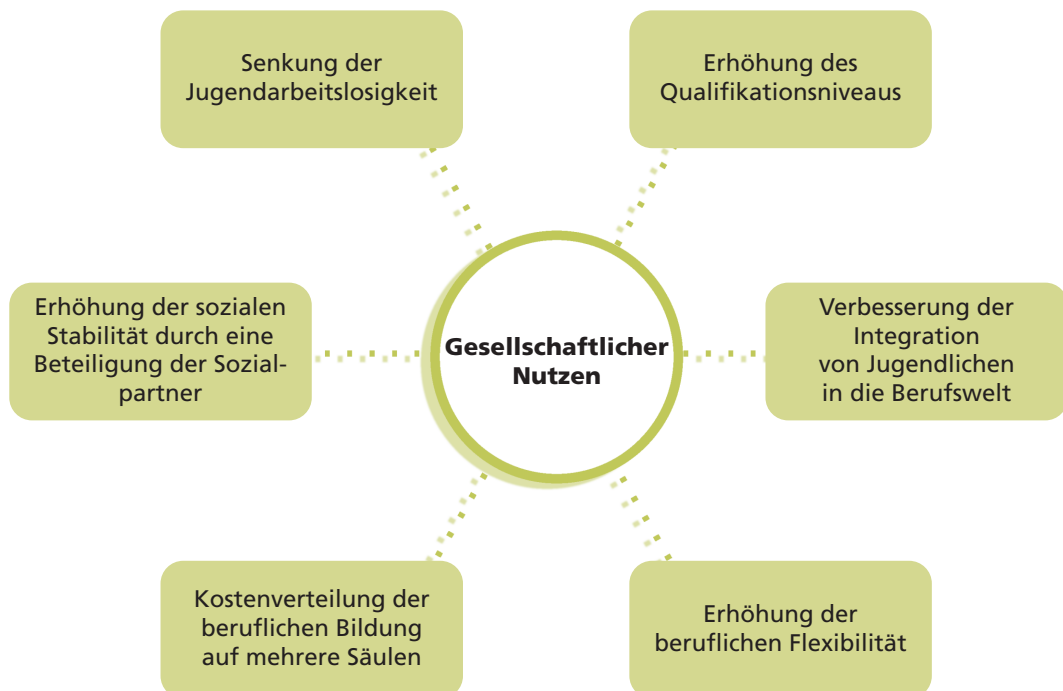 Senkung der
Jugendarbeitslosigkeit
Erhöhung des
Qualifikationsniveaus
Erhöhung der sozialen
Stabilität durch eine
Beteiligung der Sozial-
partner
Gesellschaftlicher
Nutzen
Verbesserung der
Integration
von Jugendlichen
in die Berufswelt
Kostenverteilung der
beruflichen Bildung
auf mehrere Säulen
Erhöhung der
beruflichen Flexibilität